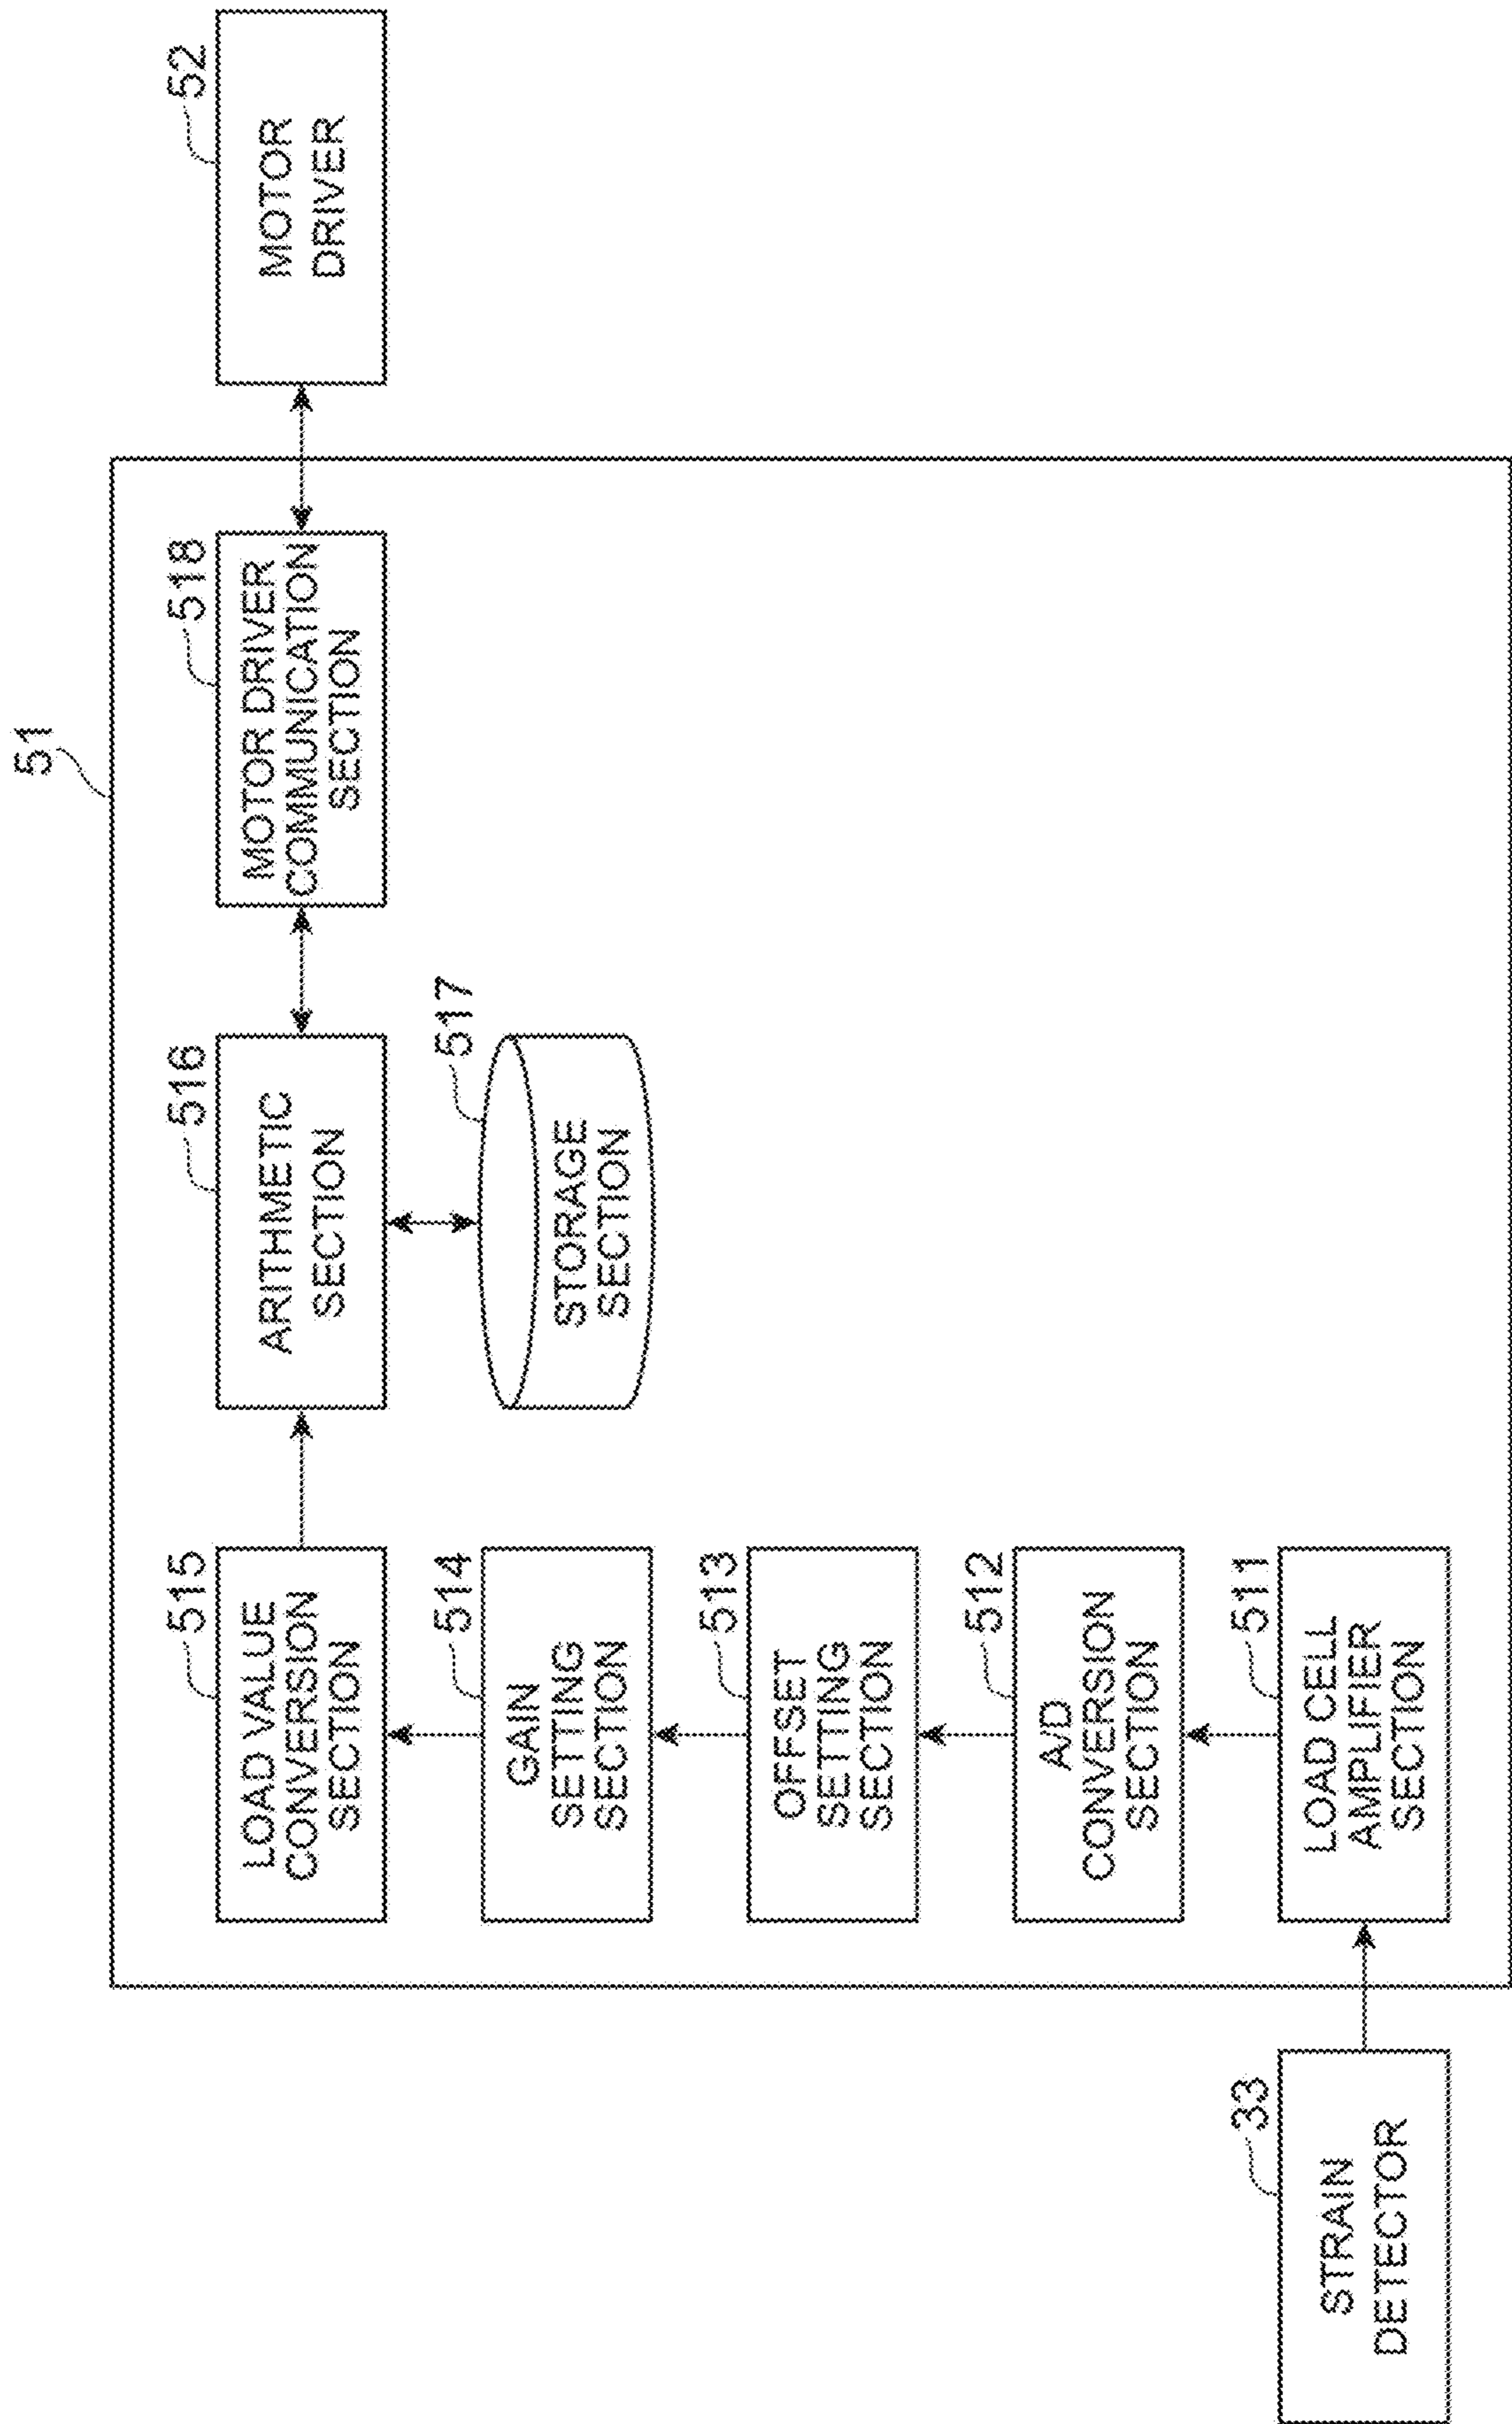 51
515
LOAD VALUE
CONVERSION
SECTION
516
ARITHMETIC
SECTION
518
MOTOR DRIVER
COMMUNICATION
SECTION
52
MOTOR
DRIVER
514
GAIN
SETTING
SECTION
517
STORAGE
SECTION
513
OFFSET
SETTING
SECTION
512
A/D
CONVERSION
SECTION
33
STRAIN
DETECTOR
511
LOAD CELL
AMPLIFIER
SECTION